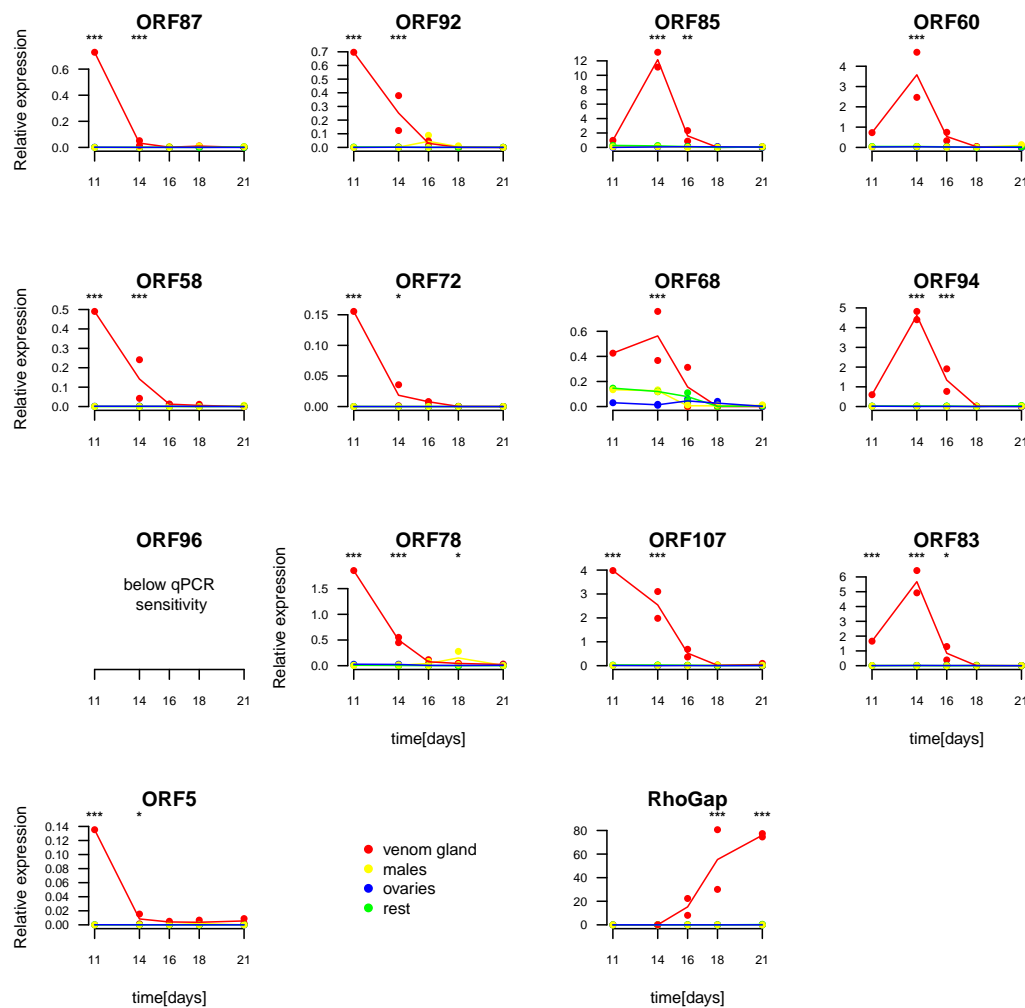 ORF87
ORF92
ORF85
ORF60
*** ***
*** ***
*** **
***
Relative expression
0.6
0.4
0.2
0.0
11 14 16 18 21
0.7
0.6
0.5
0.4
0.3
0.2
0.1
0.0
11 14 16 18 21
12
10
8
6
4
2
0
11 14 16 18 21
4
3
2
1
0
11 14 16 18 21
ORF58
ORF72
ORF68
ORF94
*** ***
*** *
***
*** ***
Relative expression
0.5
0.4
0.3
0.2
0.1
0.0
11 14 16 18 21
0.15
0.10
0.05
0.00
11 14 16 18 21
0.6
0.4
0.2
0.0
11 14 16 18 21
5
4
3
2
1
0
11 14 16 18 21
ORF96
ORF78
ORF107
ORF83
below qPCR
sensitivity
11 14 16 18 21
*** *** *
*** ***
*** *** *
Relative expression
1.5
1.0
0.5
0.0
11 14 16 18 21
time[days]
4
3
2
1
0
11 14 16 18 21
6
5
4
3
2
1
0
11 14 16 18 21
time[days]
ORF5
RhoGap
*** *
*** ***
Relative expression
0.14
0.12
0.10
0.08
0.06
0.04
0.02
0.00
11 14 16 18 21
time[days]
venom gland
males
ovaries
rest
80
60
40
20
0
11 14 16 18 21
time[days]